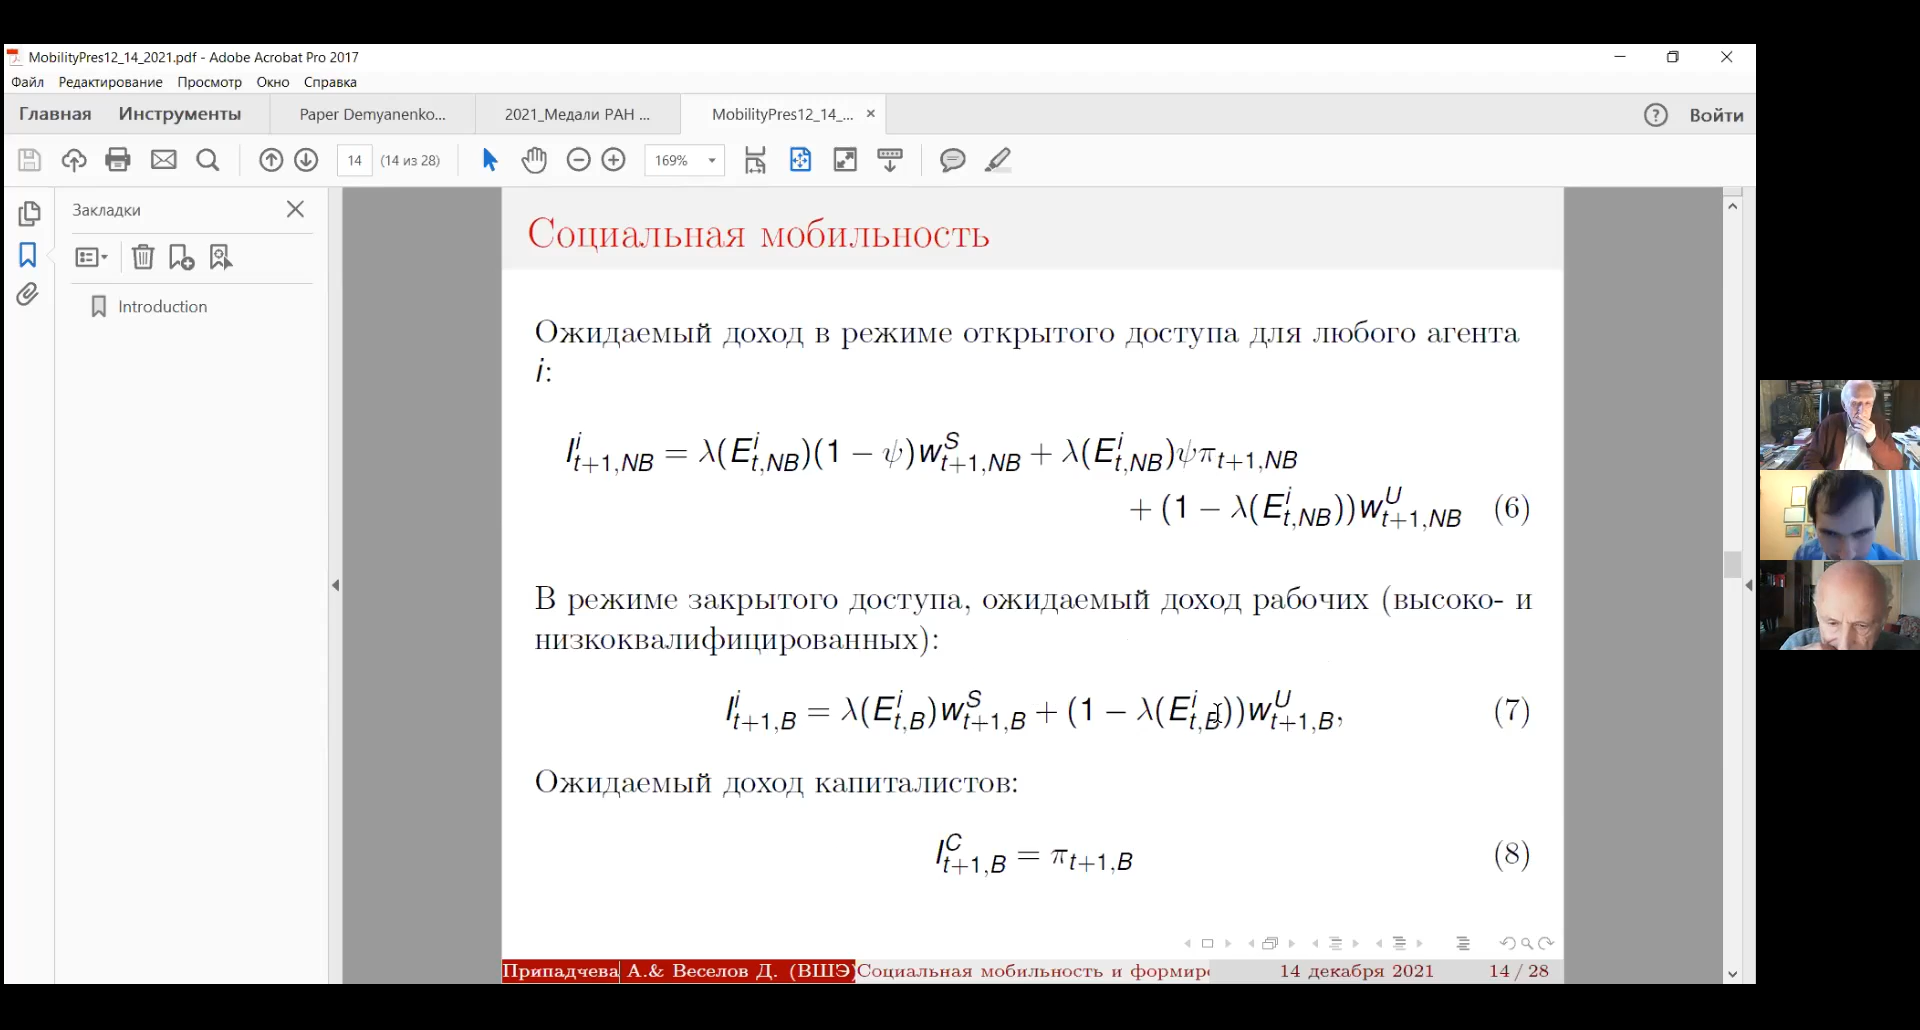 MobilityPres12_14_2021.pdf - Adobe Acrobat Pro 2017
Файл Редактирование Просмотр Окно Справка
Главная Инструменты Paper Demyanenko... 2021_Медали РАН ... MobilityPres12_14_... × ? Войти
14 (14 из 28) 169%
Закладки
Introduction
Социальная мобильность
Ожидаемый доход в режиме открытого доступа для любого агента
i:
I^i_{t+1,NB} = λ(E^i_{t,NB})(1 − ψ)w^S_{t+1,NB} + λ(E^i_{t,NB})ψπ_{t+1,NB}
+ (1 − λ(E^i_{t,NB}))w^U_{t+1,NB} (6)
В режиме закрытого доступа, ожидаемый доход рабочих (высоко- и
низкоквалифицированных):
I^i_{t+1,B} = λ(E^i_{t,B})w^S_{t+1,B} + (1 − λ(E^i_{t,B}))w^U_{t+1,B}, (7)
Ожидаемый доход капиталистов:
I^C_{t+1,B} = π_{t+1,B} (8)
Припадчева А.& Веселов Д. (ВШЭ) Социальная мобильность и формир 14 декабря 2021 14 / 28